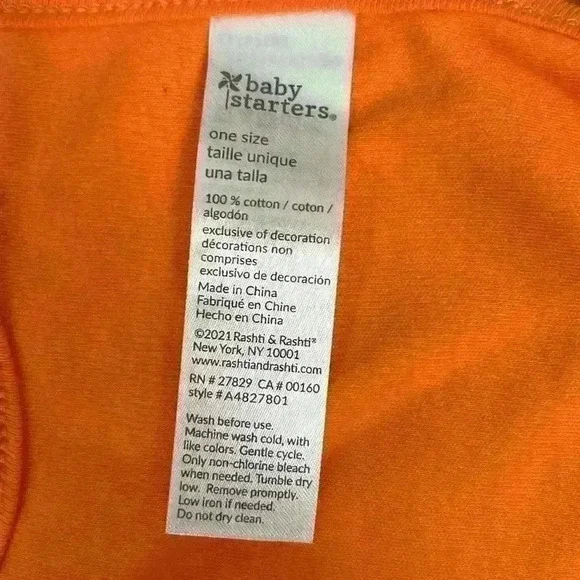 baby
starters®
one size
taille unique
una talla
100 % cotton / coton /
algodón
exclusive of decoration
décorations non
comprises
exclusivo de decoración
Made in China
Fabriqué en Chine
Hecho en China
©2021 Rashti & Rashti®
New York, NY 10001
www.rashtiandrashti.com
RN # 27829 CA # 00160
style # A4827801
Wash before use.
Machine wash cold, with
like colors. Gentle cycle.
Only non-chlorine bleach
when needed. Tumble dry
low. Remove promptly.
Low iron if needed.
Do not dry clean.